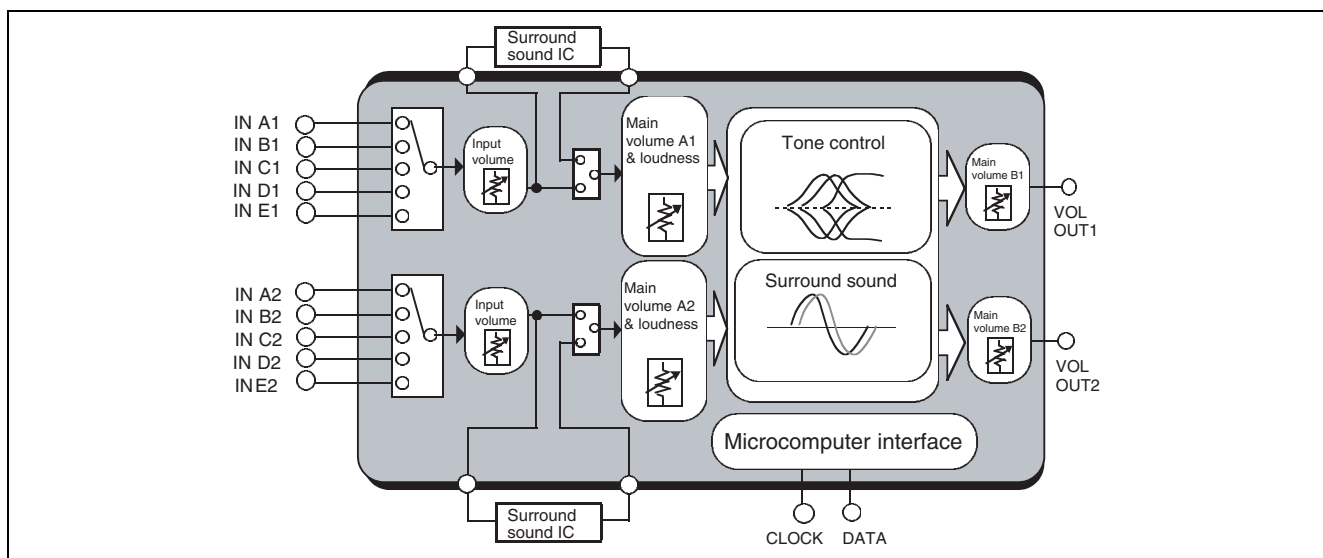 Surround
sound IC
IN A1
IN B1
IN C1
IN D1
IN E1
Input
volume
Main
volume A1
& loudness
Tone control
Main
volume B1
VOL
OUT1
IN A2
IN B2
IN C2
IN D2
IN E2
Input
volume
Main
volume A2
& loudness
Surround sound
Main
volume B2
VOL
OUT2
Microcomputer interface
Surround
sound IC
CLOCK
DATA